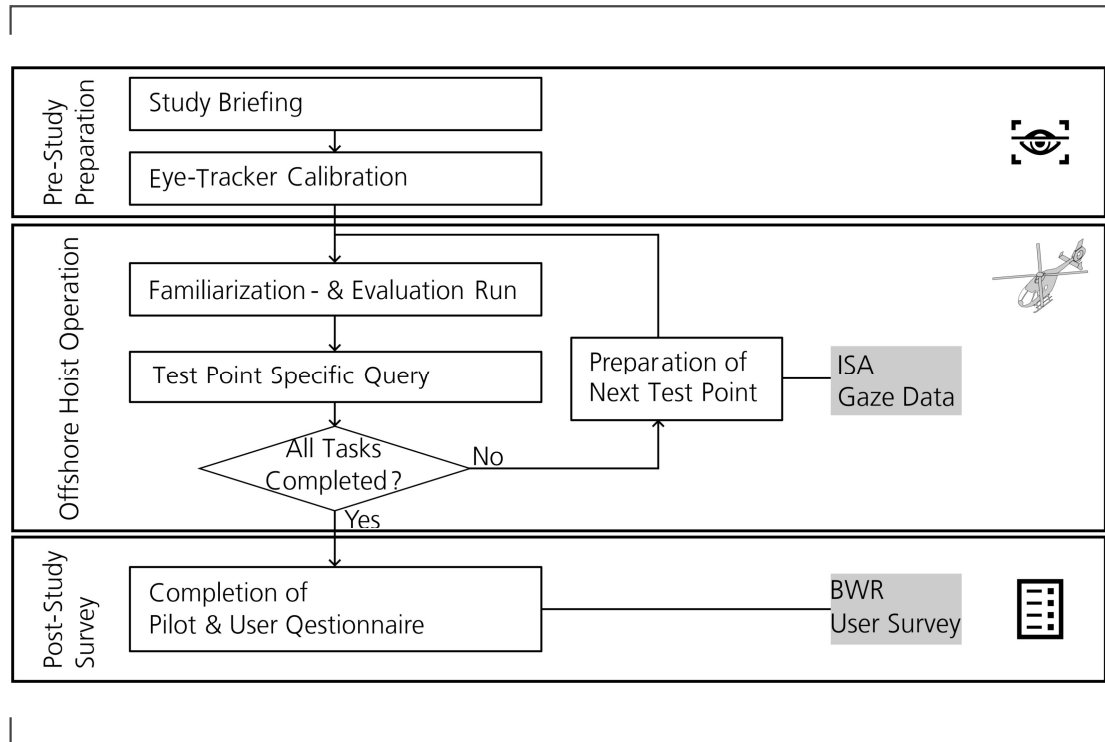 Pre-Study
Preparation
Study Briefing
Eye-Tracker Calibration
Offshore Hoist Operation
Familiarization - & Evaluation Run
Test Point Specific Query
Preparation of
Next Test Point
ISA
Gaze Data
All Tasks
Completed?
No
Yes
Post-Study
Survey
Completion of
Pilot & User Qestionnaire
BWR
User Survey